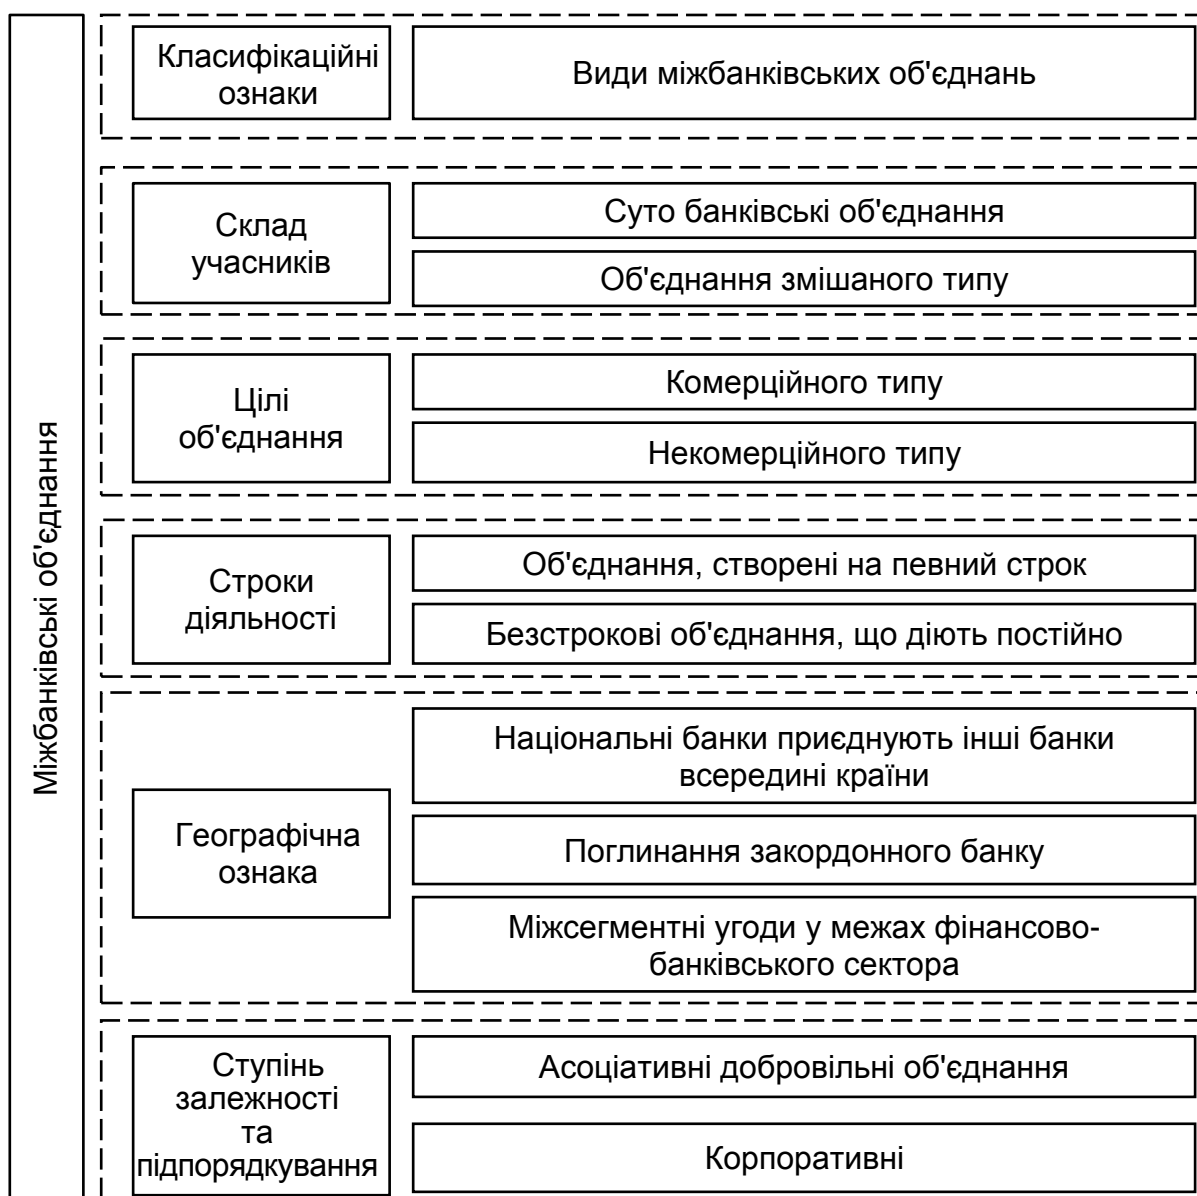 Міжбанківські об'єднання
Класифікаційні
ознаки
Види міжбанківських об'єднань
Склад
учасників
Суто банківські об'єднання
Об'єднання змішаного типу
Цілі
об'єднання
Комерційного типу
Некомерційного типу
Строки
діяльності
Об'єднання, створені на певний строк
Безстрокові об'єднання, що діють постійно
Географічна
ознака
Національні банки приєднують інші банки
всередині країни
Поглинання закордонного банку
Міжсегментні угоди у межах фінансово-
банківського сектора
Ступінь
залежності
та
підпорядкування
Асоціативні добровільні об'єднання
Корпоративні